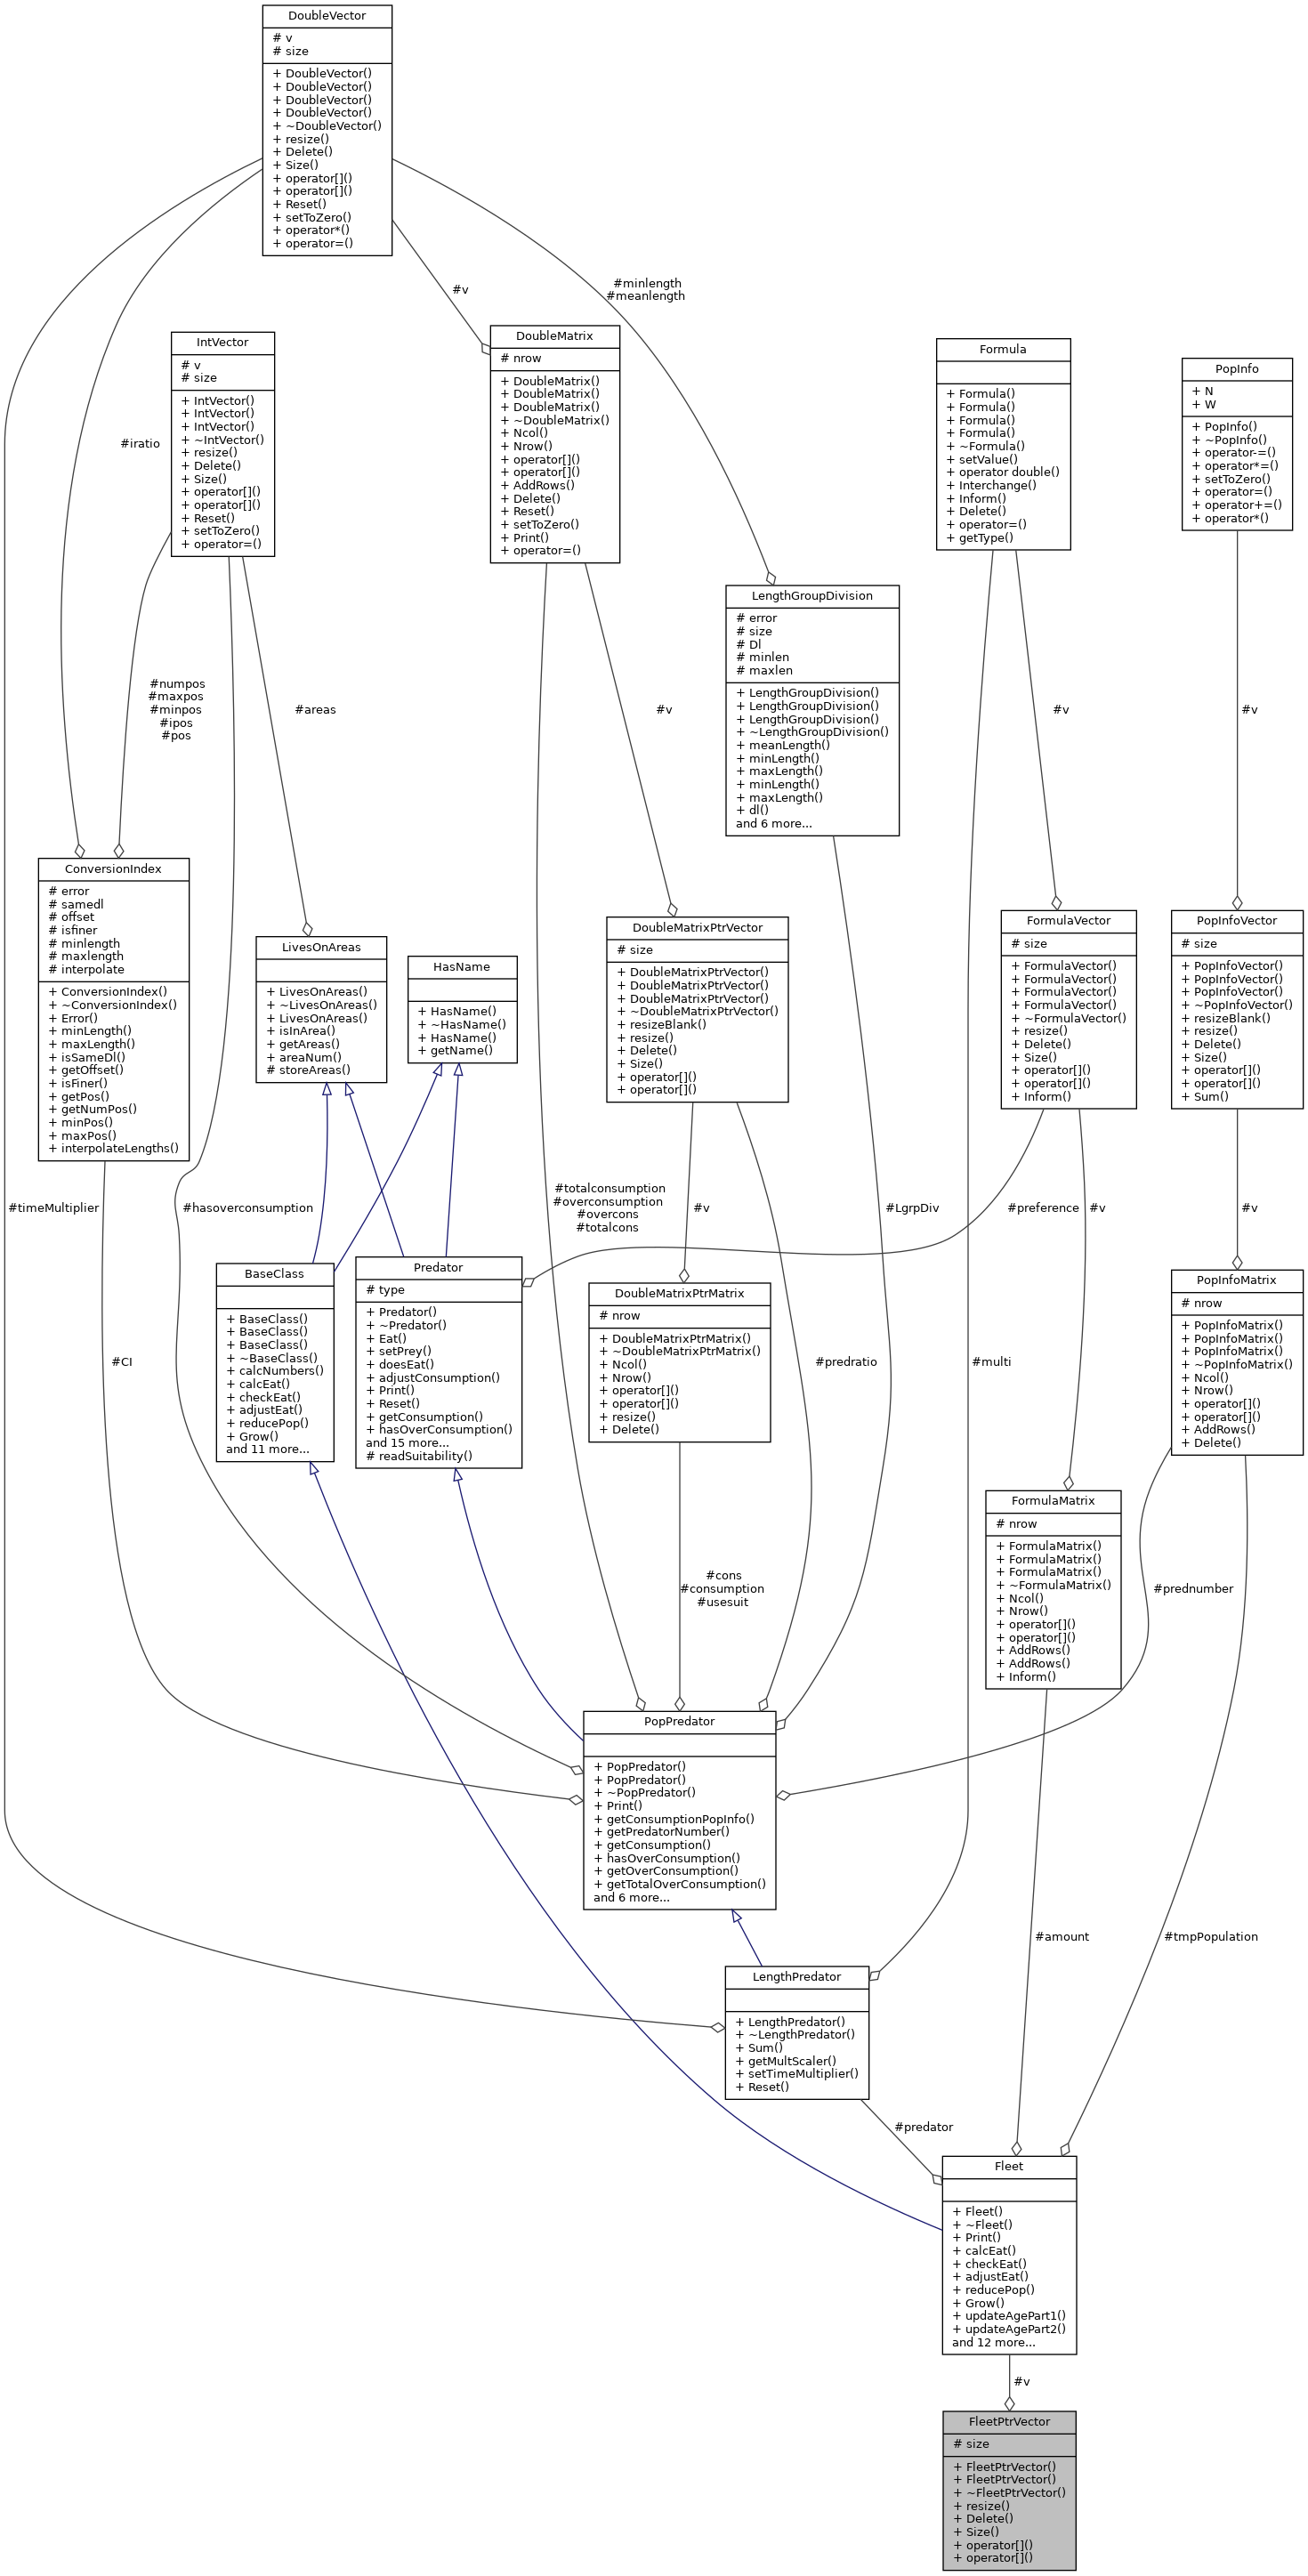 DoubleVector
# v
# size
+ DoubleVector()
+ DoubleVector()
+ DoubleVector()
+ DoubleVector()
+ ~DoubleVector()
+ resize()
+ Delete()
+ Size()
+ operator[]()
+ operator[]()
+ Reset()
+ setToZero()
+ operator*()
+ operator=()
#minlength
#meanlength
#v
IntVector
# v
# size
+ IntVector()
+ IntVector()
+ IntVector()
+ ~IntVector()
+ resize()
+ Delete()
+ Size()
+ operator[]()
+ operator[]()
+ Reset()
+ setToZero()
+ operator=()
DoubleMatrix
# nrow
+ DoubleMatrix()
+ DoubleMatrix()
+ DoubleMatrix()
+ ~DoubleMatrix()
+ Ncol()
+ Nrow()
+ operator[]()
+ operator[]()
+ AddRows()
+ Delete()
+ Reset()
+ setToZero()
+ Print()
+ operator=()
Formula
+ Formula()
+ Formula()
+ Formula()
+ Formula()
+ ~Formula()
+ setValue()
+ operator double()
+ Interchange()
+ Inform()
+ Delete()
+ operator=()
+ getType()
PopInfo
+ N
+ W
+ PopInfo()
+ ~PopInfo()
+ operator-=()
+ operator*=()
+ setToZero()
+ operator=()
+ operator+=()
+ operator*()
#iratio
LengthGroupDivision
# error
# size
# Dl
# minlen
# maxlen
+ LengthGroupDivision()
+ LengthGroupDivision()
+ LengthGroupDivision()
+ ~LengthGroupDivision()
+ meanLength()
+ minLength()
+ maxLength()
+ minLength()
+ maxLength()
+ dl()
and 6 more...
#numpos
#maxpos
#minpos
#ipos
#pos
#areas
#v
#v
#v
ConversionIndex
# error
# samedl
# offset
# isfiner
# minlength
# maxlength
# interpolate
+ ConversionIndex()
+ ~ConversionIndex()
+ Error()
+ minLength()
+ maxLength()
+ isSameDl()
+ getOffset()
+ isFiner()
+ getPos()
+ getNumPos()
+ minPos()
+ maxPos()
+ interpolateLengths()
LivesOnAreas
+ LivesOnAreas()
+ ~LivesOnAreas()
+ LivesOnAreas()
+ isInArea()
+ getAreas()
+ areaNum()
# storeAreas()
HasName
+ HasName()
+ ~HasName()
+ HasName()
+ getName()
DoubleMatrixPtrVector
# size
+ DoubleMatrixPtrVector()
+ DoubleMatrixPtrVector()
+ DoubleMatrixPtrVector()
+ ~DoubleMatrixPtrVector()
+ resizeBlank()
+ resize()
+ Delete()
+ Size()
+ operator[]()
+ operator[]()
FormulaVector
# size
+ FormulaVector()
+ FormulaVector()
+ FormulaVector()
+ FormulaVector()
+ ~FormulaVector()
+ resize()
+ Delete()
+ Size()
+ operator[]()
+ operator[]()
+ Inform()
PopInfoVector
# size
+ PopInfoVector()
+ PopInfoVector()
+ PopInfoVector()
+ ~PopInfoVector()
+ resizeBlank()
+ resize()
+ Delete()
+ Size()
+ operator[]()
+ operator[]()
+ Sum()
#timeMultiplier
#hasoverconsumption
#totalconsumption
#overconsumption
#overcons
#totalcons
#v
#LgrpDiv
#preference
#v
#v
BaseClass
+ BaseClass()
+ BaseClass()
+ BaseClass()
+ ~BaseClass()
+ calcNumbers()
+ calcEat()
+ checkEat()
+ adjustEat()
+ reducePop()
+ Grow()
and 11 more...
Predator
# type
+ Predator()
+ ~Predator()
+ Eat()
+ setPrey()
+ doesEat()
+ adjustConsumption()
+ Print()
+ Reset()
+ getConsumption()
+ hasOverConsumption()
and 15 more...
# readSuitability()
DoubleMatrixPtrMatrix
# nrow
+ DoubleMatrixPtrMatrix()
+ ~DoubleMatrixPtrMatrix()
+ Ncol()
+ Nrow()
+ operator[]()
+ operator[]()
+ resize()
+ Delete()
PopInfoMatrix
# nrow
+ PopInfoMatrix()
+ PopInfoMatrix()
+ PopInfoMatrix()
+ ~PopInfoMatrix()
+ Ncol()
+ Nrow()
+ operator[]()
+ operator[]()
+ AddRows()
+ Delete()
#CI
#predratio
#multi
FormulaMatrix
# nrow
+ FormulaMatrix()
+ FormulaMatrix()
+ FormulaMatrix()
+ ~FormulaMatrix()
+ Ncol()
+ Nrow()
+ operator[]()
+ operator[]()
+ AddRows()
+ AddRows()
+ Inform()
#cons
#consumption
#usesuit
#prednumber
PopPredator
+ PopPredator()
+ PopPredator()
+ ~PopPredator()
+ Print()
+ getConsumptionPopInfo()
+ getPredatorNumber()
+ getConsumption()
+ hasOverConsumption()
+ getOverConsumption()
+ getTotalOverConsumption()
and 6 more...
#amount
#tmpPopulation
LengthPredator
+ LengthPredator()
+ ~LengthPredator()
+ Sum()
+ getMultScaler()
+ setTimeMultiplier()
+ Reset()
#predator
Fleet
+ Fleet()
+ ~Fleet()
+ Print()
+ calcEat()
+ checkEat()
+ adjustEat()
+ reducePop()
+ Grow()
+ updateAgePart1()
+ updateAgePart2()
and 12 more...
#v
FleetPtrVector
# size
+ FleetPtrVector()
+ FleetPtrVector()
+ ~FleetPtrVector()
+ resize()
+ Delete()
+ Size()
+ operator[]()
+ operator[]()